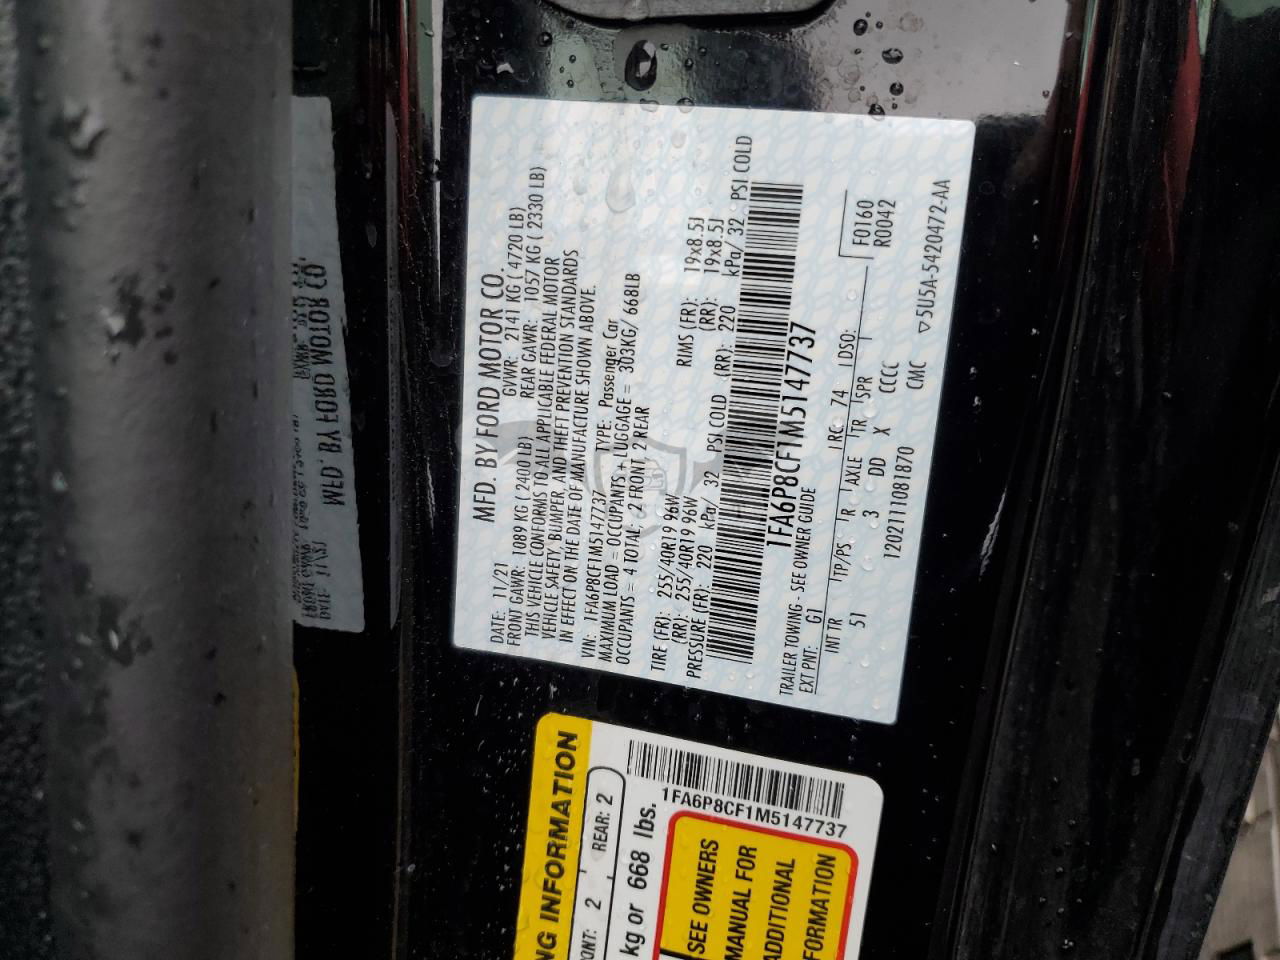 MFD. BY FORD MOTOR CO.
DATE: 11/21 GVWR: 2141 KG ( 4720 LB)
FRONT GAWR: 1089 KG ( 2400 LB) REAR GAWR: 1057 KG ( 2330 LB)
THIS VEHICLE CONFORMS TO ALL APPLICABLE FEDERAL MOTOR
VEHICLE SAFETY, BUMPER, AND THEFT PREVENTION STANDARDS
IN EFFECT ON THE DATE OF MANUFACTURE SHOWN ABOVE.
VIN: 1FA6P8CF1M5147737 TYPE: Passenger Car
MAXIMUM LOAD = OCCUPANTS + LUGGAGE = 303KG/ 668LB
OCCUPANTS = 4 TOTAL, 2 FRONT 2 REAR
TIRE (FR): 255/40R19 96W RIMS (FR): 19x8.5J
(RR): 255/40R19 96W (RR): 19x8.5J
PRESSURE (FR): 220 kPa/ 32 PSI COLD (RR): 220 kPa/ 32 PSI COLD
1FA6P8CF1M5147737
TRAILER TOWING - SEE OWNER GUIDE
EXT PNT: G1 RC: 74 DSO: F0160
R0042
INT TR TP/PS R AXLE TR SPR
51 3 DD X CCCC
12021111081870 CMC
5U5A-5420472-AA
NG INFORMATION
ONT: 2 REAR: 2
kg or 668 lbs.
1FA6P8CF1M5147737
SEE OWNERS
MANUAL FOR
ADDITIONAL
FORMATION
MFD. BY FORD MOTOR CO.